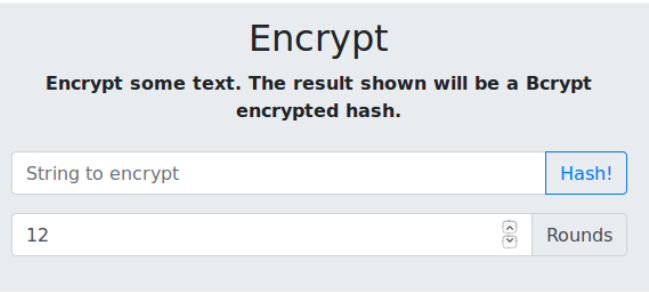 Encrypt
Encrypt some text. The result shown will be a Bcrypt
encrypted hash.
String to encrypt
Hash!
12
Rounds